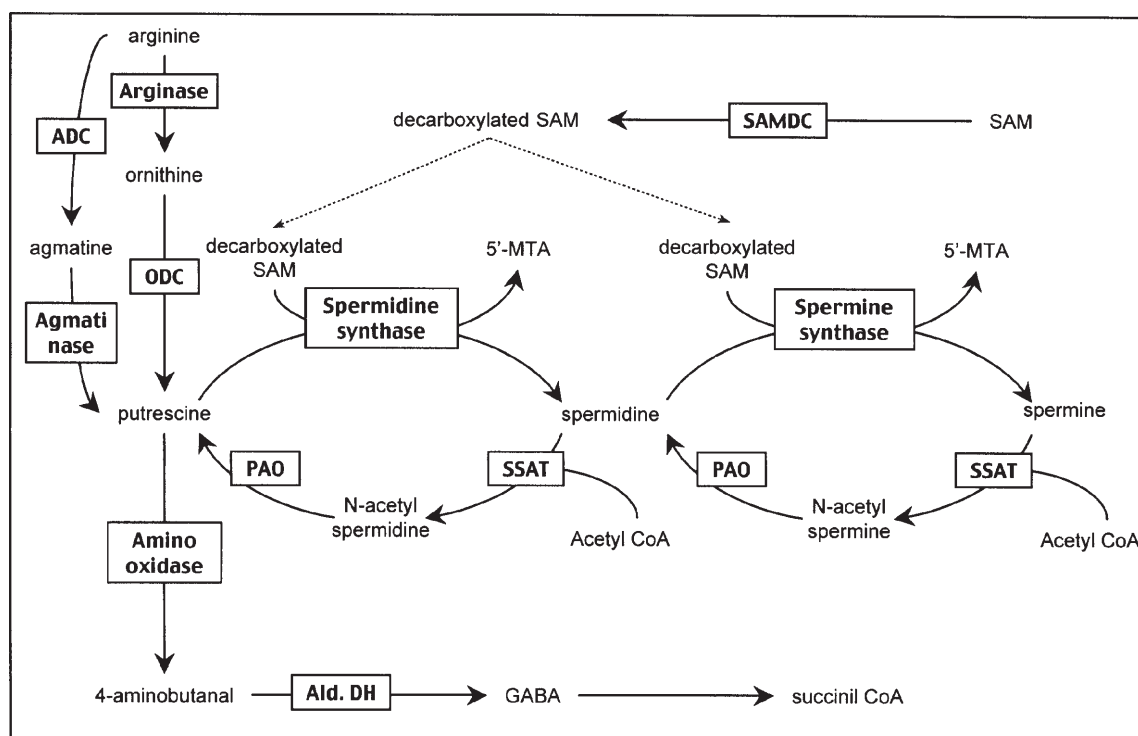 arginine
Arginase
ADC
decarboxylated SAM
SAMDC
SAM
ornithine
agmatine
decarboxylated
SAM
5'-MTA
decarboxylated
SAM
5'-MTA
ODC
Agmati
nase
Spermidine
synthase
Spermine
synthase
putrescine
spermidine
spermine
PAO
SSAT
PAO
SSAT
N-acetyl
spermidine
Acetyl CoA
N-acetyl
spermine
Acetyl CoA
Amino
oxidase
4-aminobutanal
Ald. DH
GABA
succinil CoA